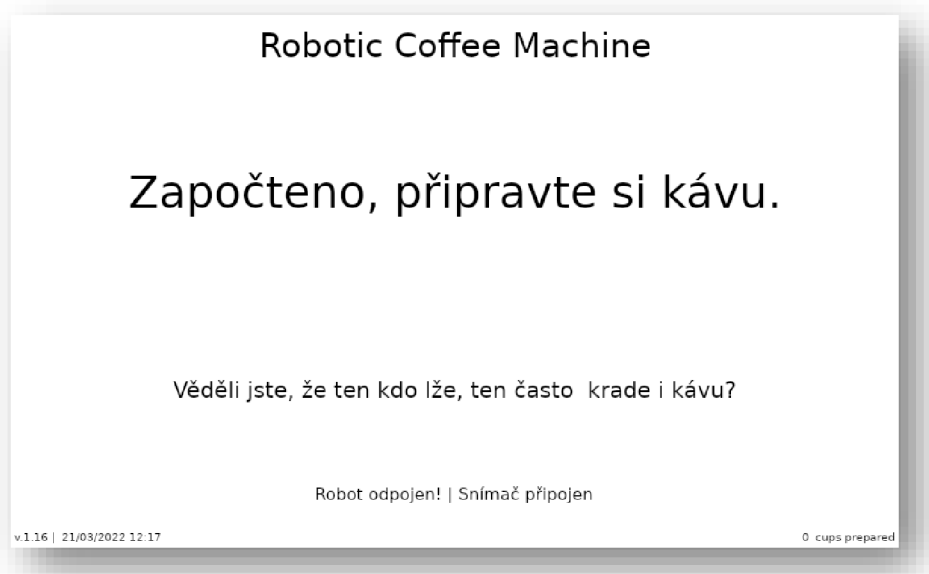 Robotic Coffee Machine
Započteno, připravte si kávu.
Věděli jste, že ten kdo lže, ten často  krade i kávu?
Robot odpojen! | Snímač připojen
v.1.16 | 21/03/2022 12:17
0 cups prepared